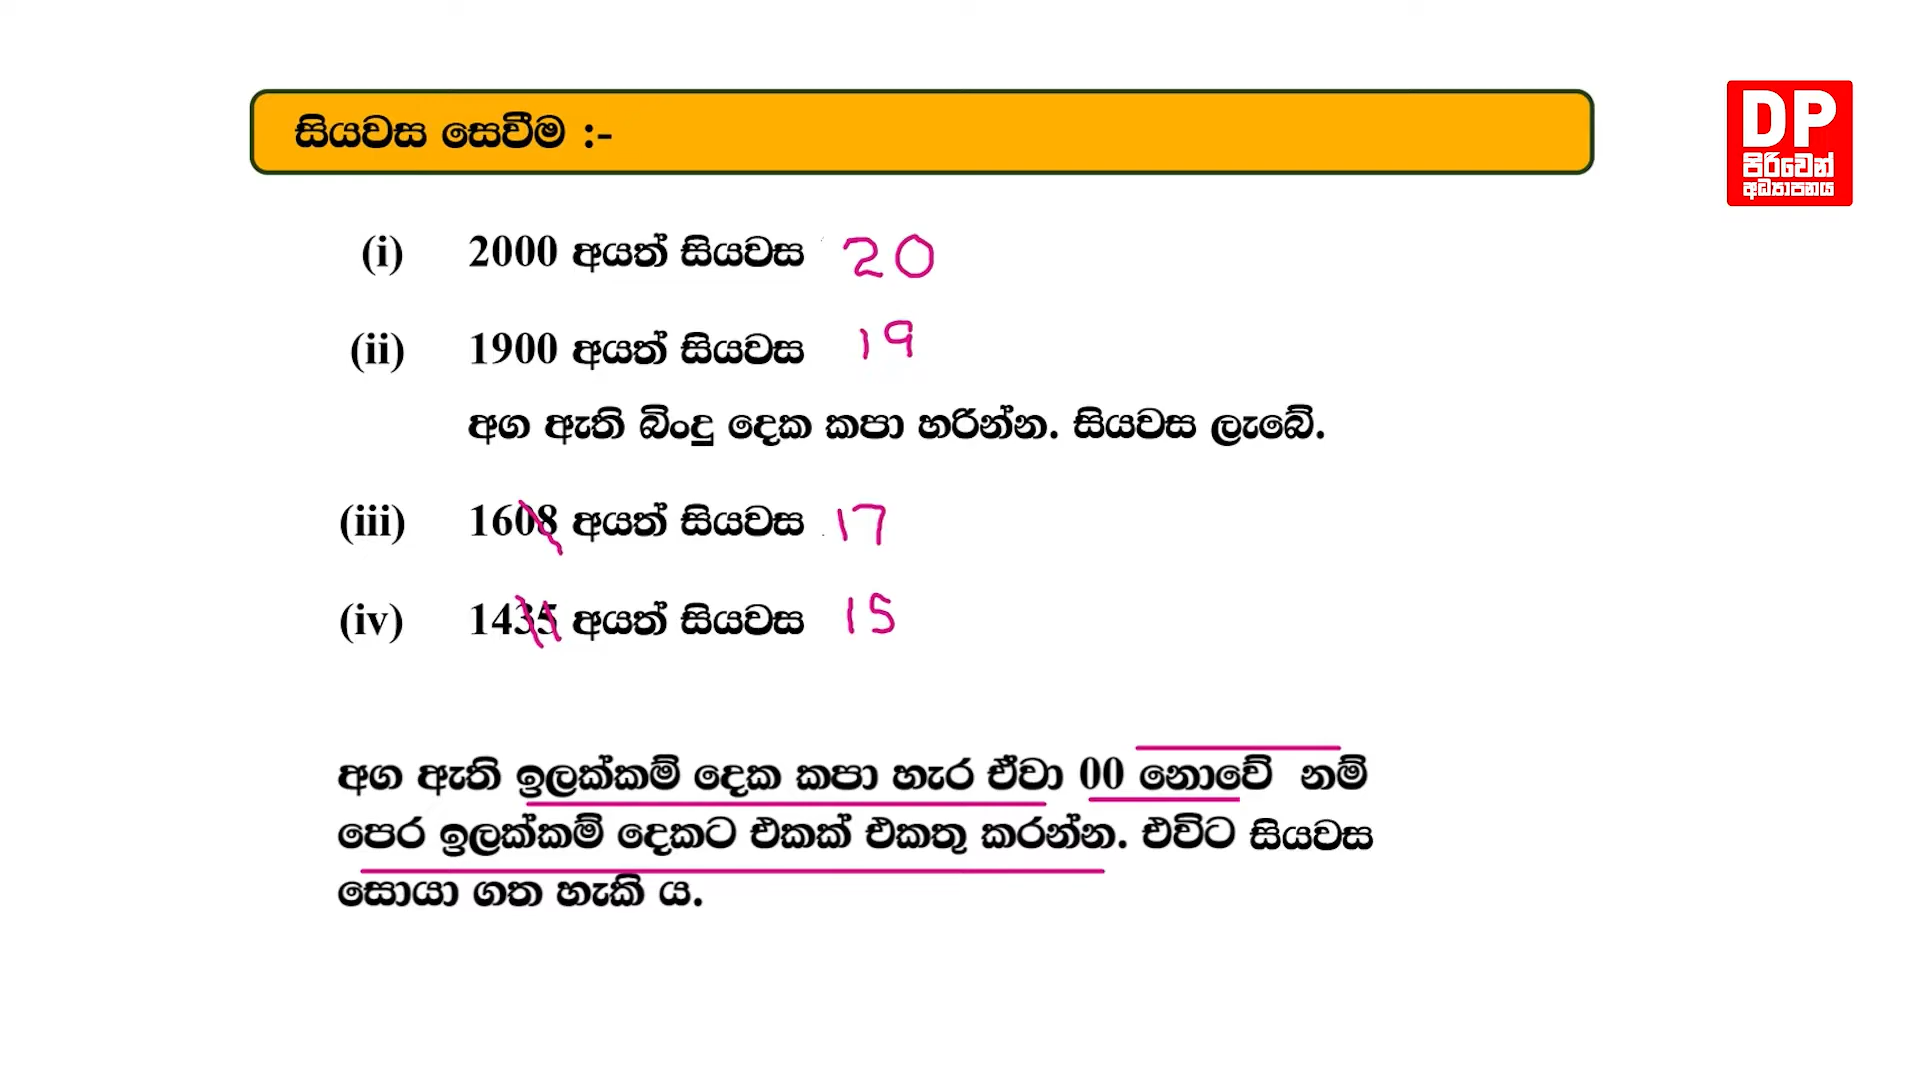 සියවස සෙවීම :-
DP
පිරිවෙන්
අධ්‍යාපනය
(i) 2000 අයත් සියවස 20
(ii) 1900 අයත් සියවස 19
අග ඇති බිංදු දෙක කපා හරින්න. සියවස ලැබේ.
(iii) 1608 අයත් සියවස 17
(iv) 1435 අයත් සියවස 15
අග ඇති ඉලක්කම් දෙක කපා හැර ඒවා 00 නොවේ නම්
පෙර ඉලක්කම් දෙකට එකක් එකතු කරන්න. එවිට සියවස
සොයා ගත හැකි ය.